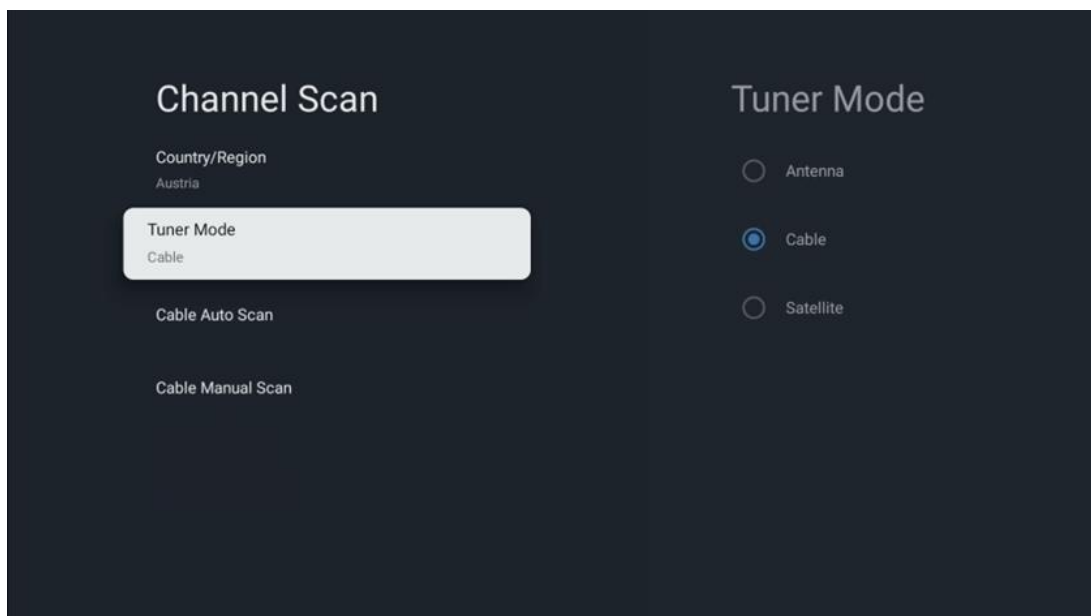 Channel Scan
Country/Region
Austria
Tuner Mode
Cable
Cable Auto Scan
Cable Manual Scan
Tuner Mode
Antenna
Cable
Satellite